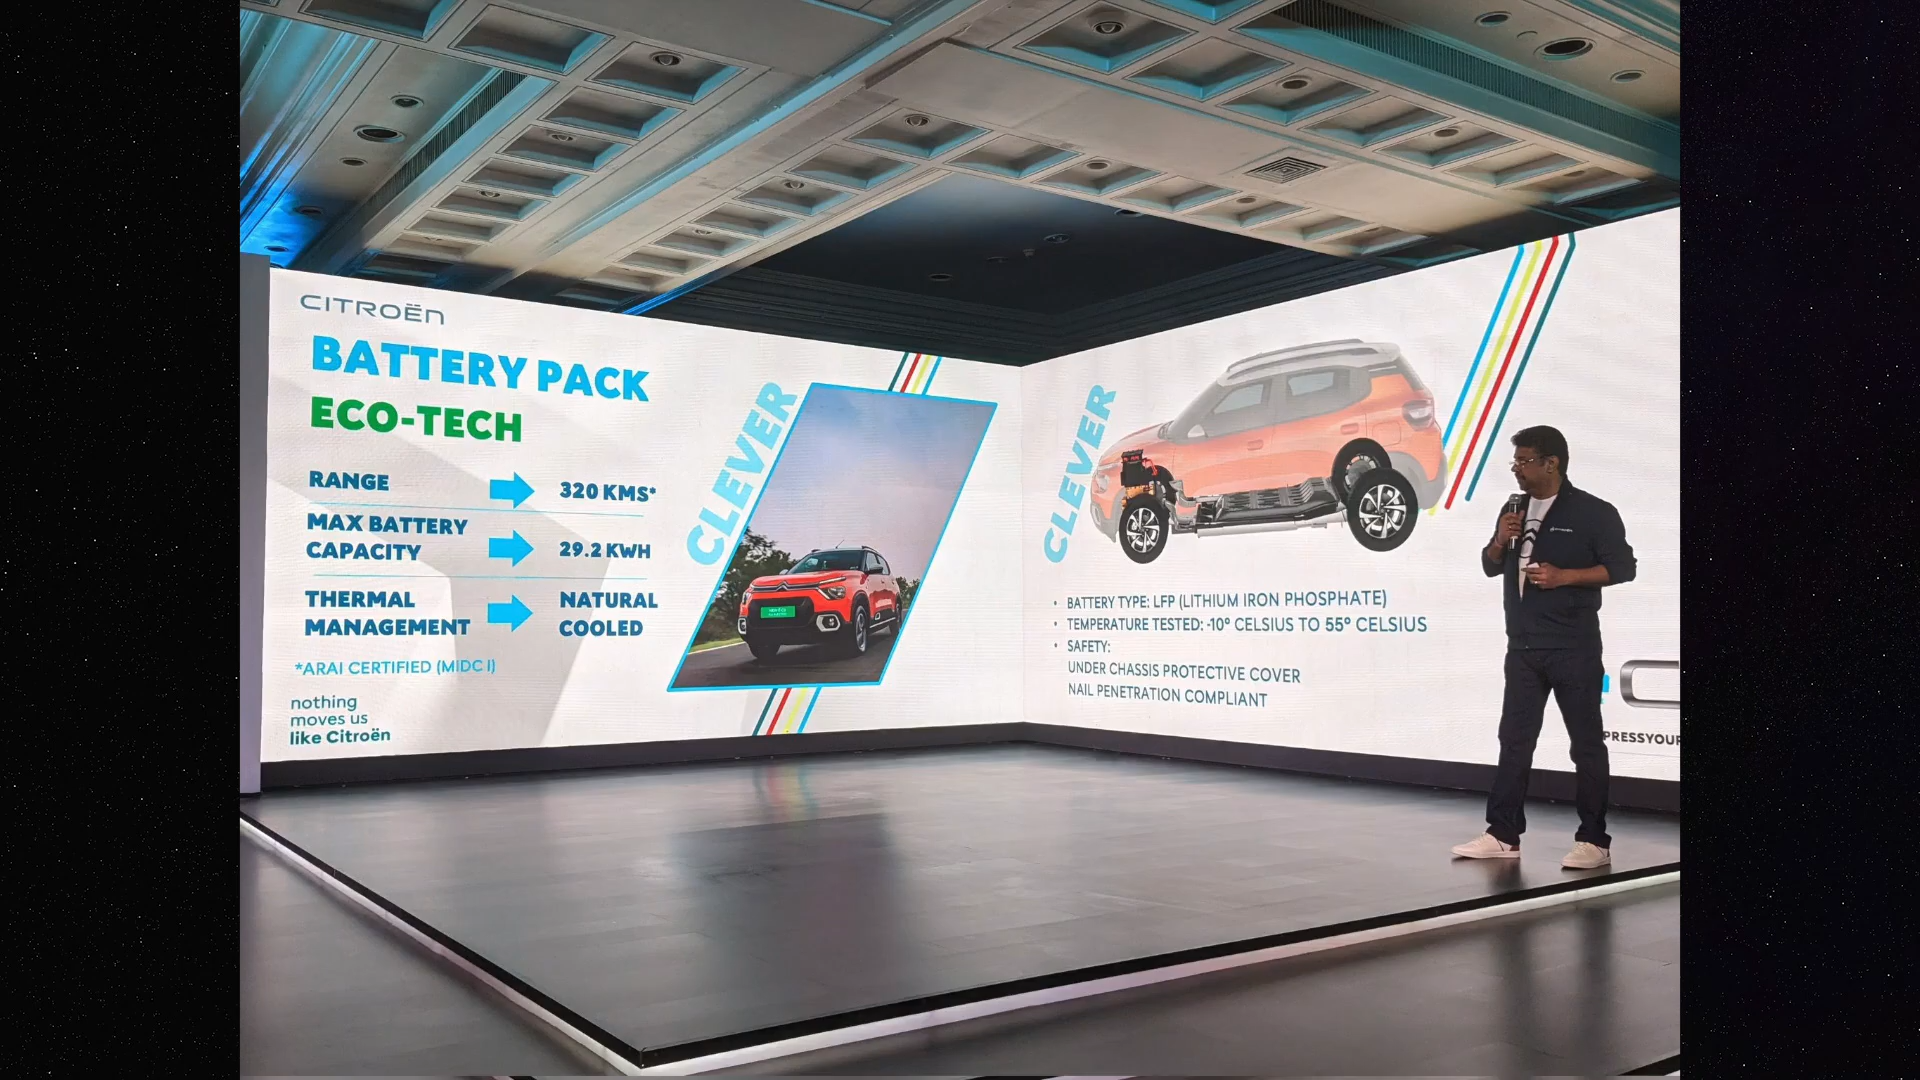 CITROËN
BATTERY PACK
ECO-TECH
RANGE
320 KMS*
MAX BATTERY
CAPACITY
29.2 KWH
THERMAL
MANAGEMENT
NATURAL
COOLED
*ARAI CERTIFIED (MIDC I)
nothing
moves us
like Citroën
CLEVER
CLEVER
• BATTERY TYPE: LFP (LITHIUM IRON PHOSPHATE)
• TEMPERATURE TESTED: -10° CELSIUS TO 55° CELSIUS
• SAFETY:
UNDER CHASSIS PROTECTIVE COVER
NAIL PENETRATION COMPLIANT
PRESSYOUR